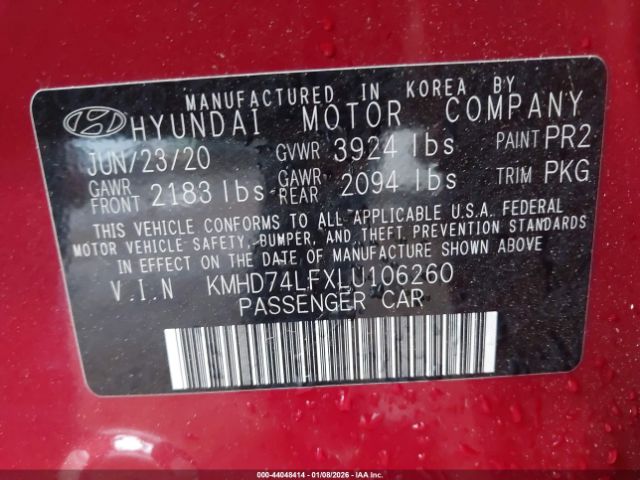 MANUFACTURED IN KOREA BY
HYUNDAI MOTOR COMPANY
JUN/23/20 GVWR 3924 lbs PAINT PR2
GAWR FRONT 2183 lbs GAWR REAR 2094 lbs TRIM PKG
THIS VEHICLE CONFORMS TO ALL APPLICABLE U.S.A. FEDERAL
MOTOR VEHICLE-SAFETY, BUMPER, AND THEFT PREVENTION STANDARDS
IN EFFECT ON THE DATE OF MANUFACTURE SHOWN ABOVE
V.I.N KMHD74LFXLU106260
PASSENGER CAR
000-44048414 - 01/08/2026 - IAA Inc.